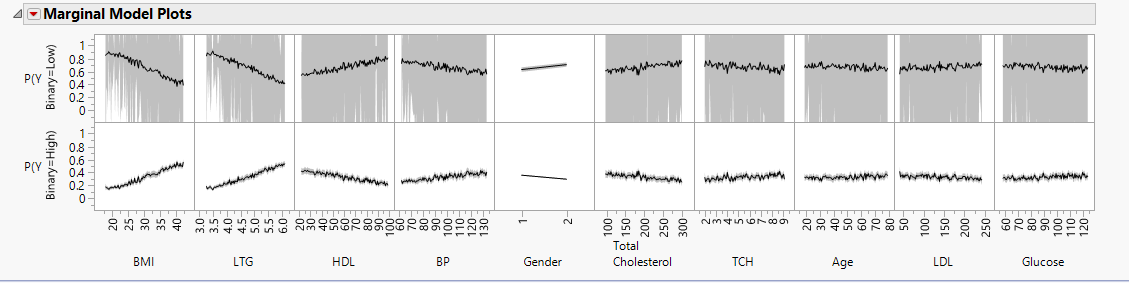 Marginal Model Plots
P(Y
Binary=Low)
1
0.8
0.6
0.4
0.2
0
P(Y
Binary=High)
1
0.8
0.6
0.4
0.2
0
20 25 30 35 40
3.0 3.5 4.0 4.5 5.0 5.5 6.0
20 30 40 50 60 70 80 90 100
60 70 80 90 100 110 120 130
1 2
100 150 200 250 300
2 3 4 5 6 7 8 9
20 30 40 50 60 70 80
50 100 150 200 250
60 70 80 90 100 110 120
BMI LTG HDL BP Gender Total Cholesterol TCH Age LDL Glucose